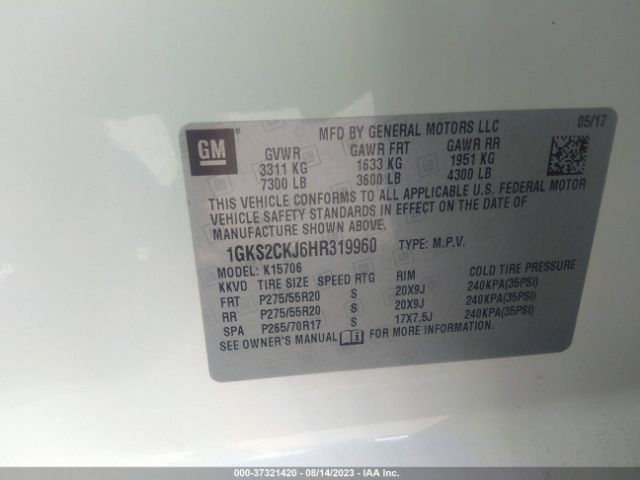 GM ®
MFD BY GENERAL MOTORS LLC 05/17
GVWR GAWR FRT GAWR RR
3311 KG 1633 KG 1951 KG
7300 LB 3600 LB 4300 LB
THIS VEHICLE CONFORMS TO ALL APPLICABLE U.S. FEDERAL MOTOR
VEHICLE SAFETY STANDARDS IN EFFECT ON THE DATE OF
MANUFACTURE SHOWN ABOVE.
1GKS2CKJ6HR319960 TYPE: M.P.V.
MODEL: K15706
KKVD TIRE SIZE SPEED RTG RIM COLD TIRE PRESSURE
FRT P275/55R20 S 20X9J 240KPA(35PSI)
RR P275/55R20 S 20X9J 240KPA(35PSI)
SPA P265/70R17 S 17X7.5J 240KPA(35PSI)
SEE OWNER'S MANUAL FOR MORE INFORMATION.
000-37321420 - 08/14/2023 - IAA Inc.